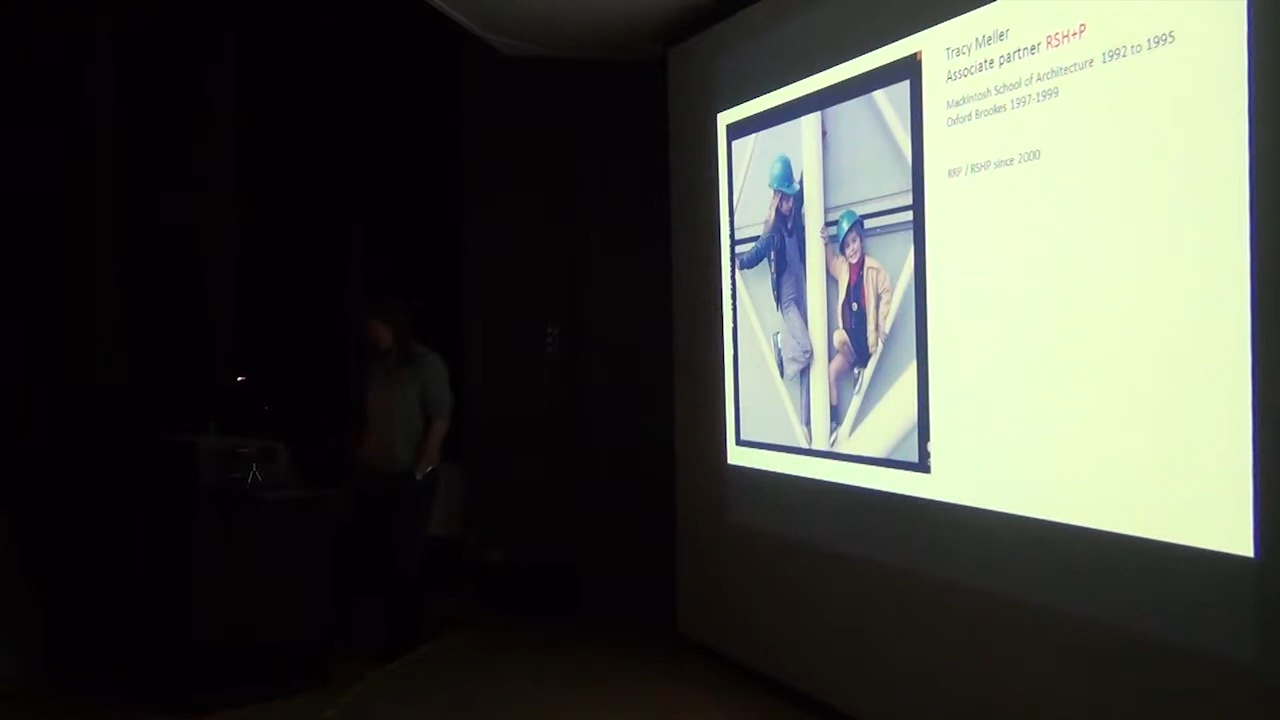 Tracy Meller
Associate partner RSH+P
Mackintosh School of Architecture 1992 to 1995
Oxford Brookes 1997-1999
RRP / RSHP since 2000